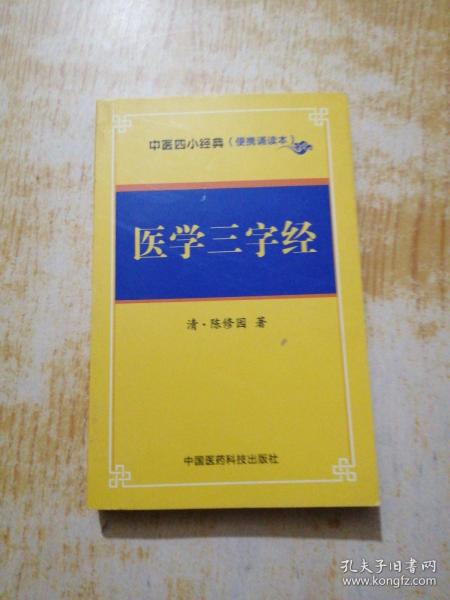 中医四小经典（便携诵读本）
医学三字经
清·陈修园 著
中国医药科技出版社
孔夫子旧书网
www.kongfz.com